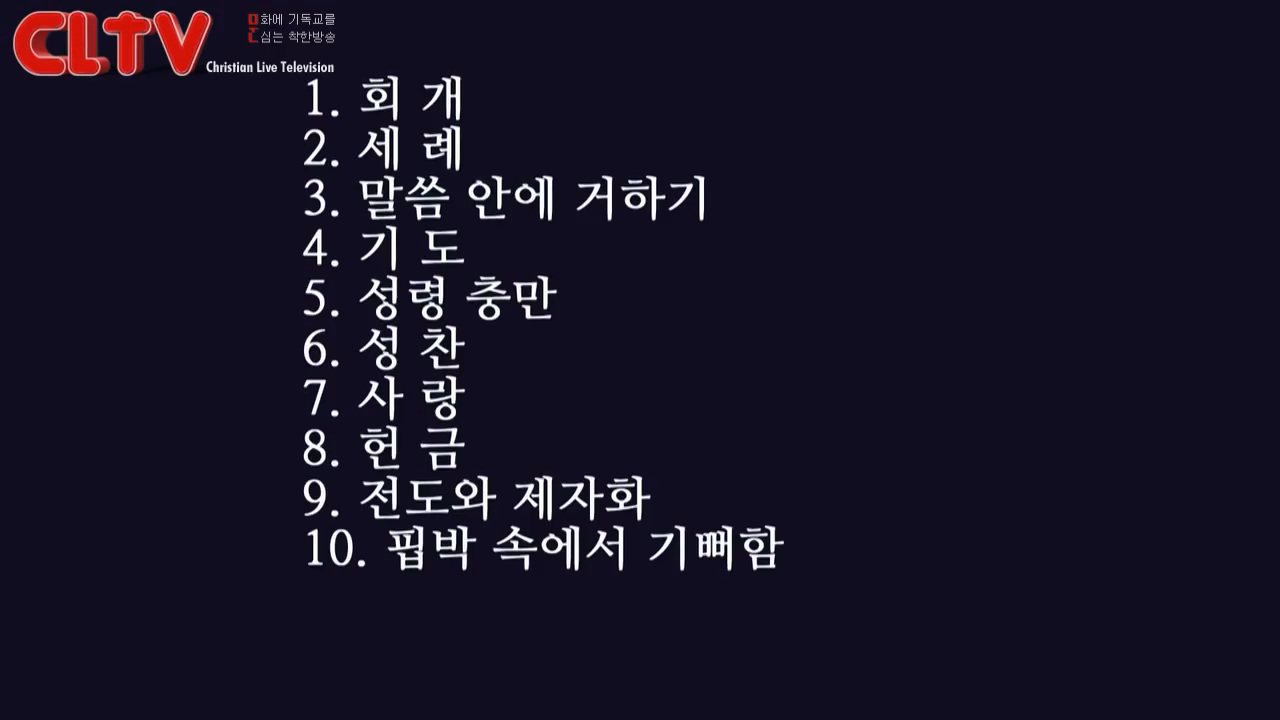 CLTV
문화에 기독교를
심는 착한방송
Christian Live Television
1. 회 개
2. 세 례
3. 말씀 안에 거하기
4. 기 도
5. 성령 충만
6. 성 찬
7. 사 랑
8. 헌 금
9. 전도와 제자화
10. 핍박 속에서 기뻐함